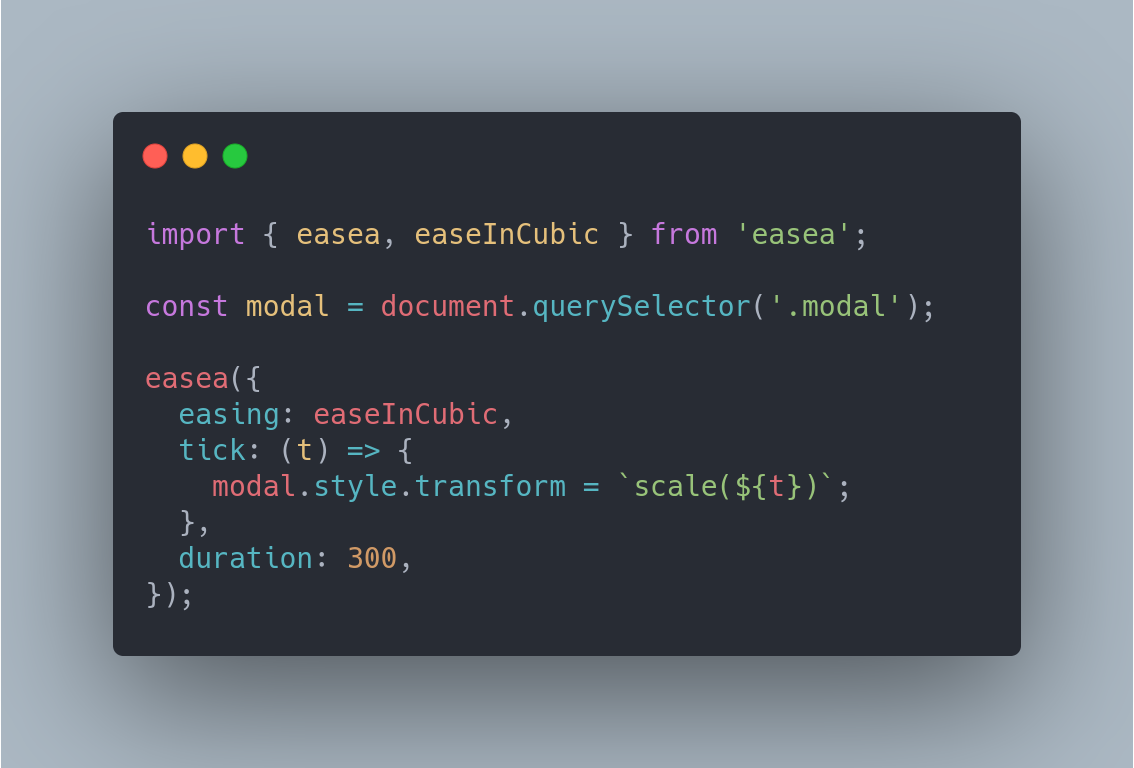 import { easea, easeInCubic } from 'easea';
const modal = document.querySelector('.modal');
easea({
  easing: easeInCubic,
  tick: (t) => {
    modal.style.transform = `scale(${t})`;
  },
  duration: 300,
});